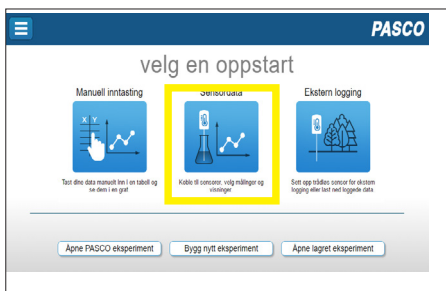 PASCO
velg en oppstart
Manuell inntasting
Sensordata
Ekstern logging
X Y
Tast dine data manuelt inn i en tabell og
se dem i en graf
Koble til sensorer, velg målinger og
visninger
Sett opp trådløs sensor for ekstern
logging eller last ned loggede data
Åpne PASCO eksperiment
Bygg nytt eksperiment
Åpne lagret eksperiment